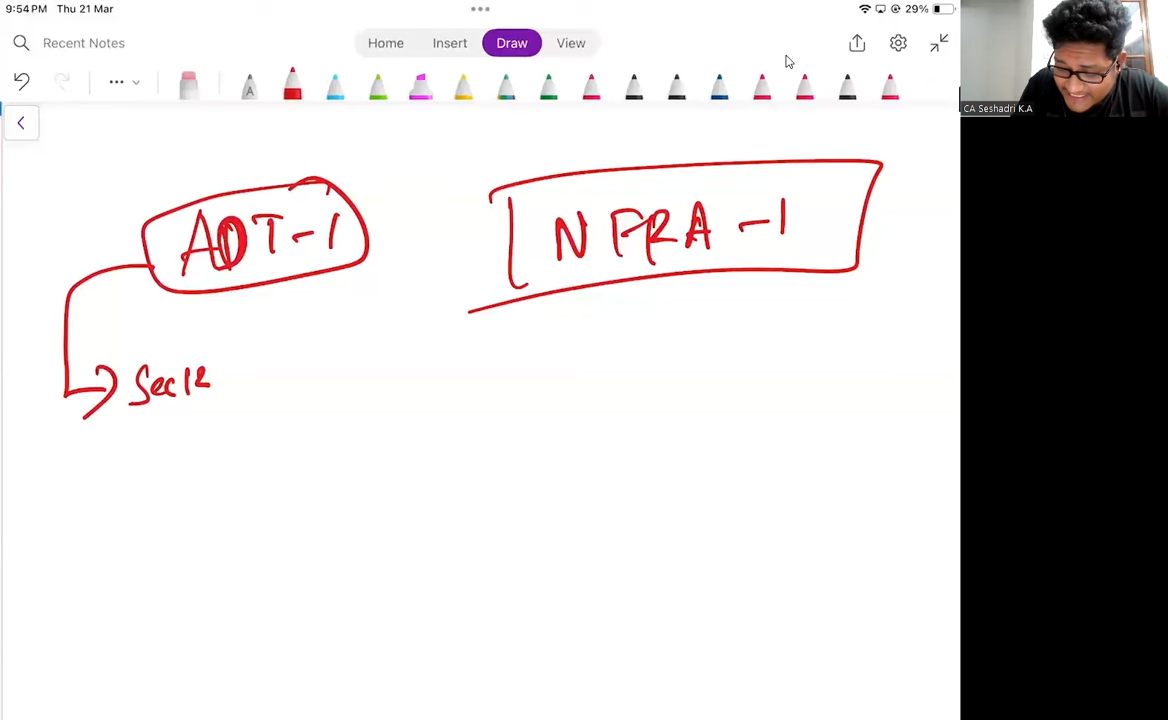 9:54 PM Thu 21 Mar
29%
Recent Notes
Home Insert Draw View
A
CA Seshadri K.A
ADT-1
NFRA-1
Sec 12